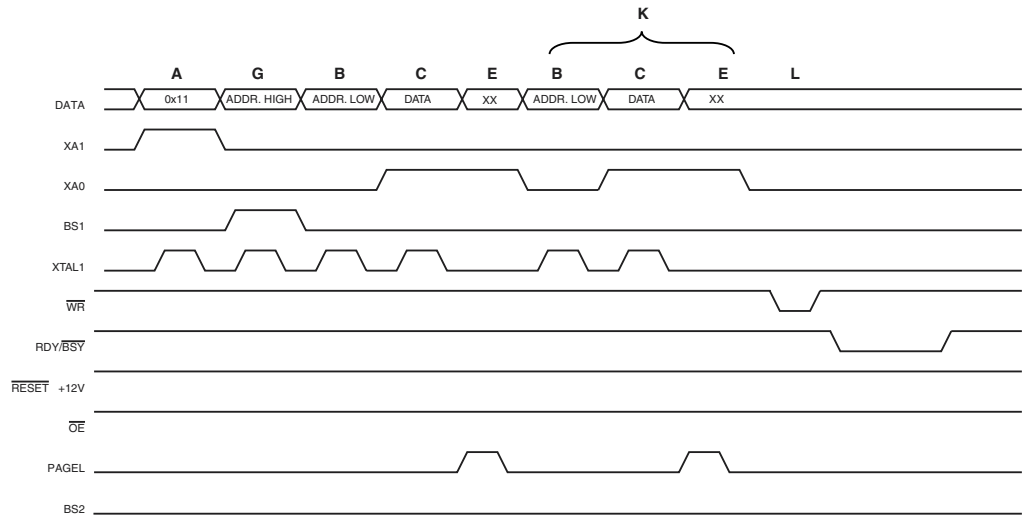 K
A G B C E B C E L
DATA 0x11 ADDR. HIGH ADDR. LOW DATA XX ADDR. LOW DATA XX
XA1
XA0
BS1
XTAL1
WR
RDY/BSY
RESET +12V
OE
PAGEL
BS2